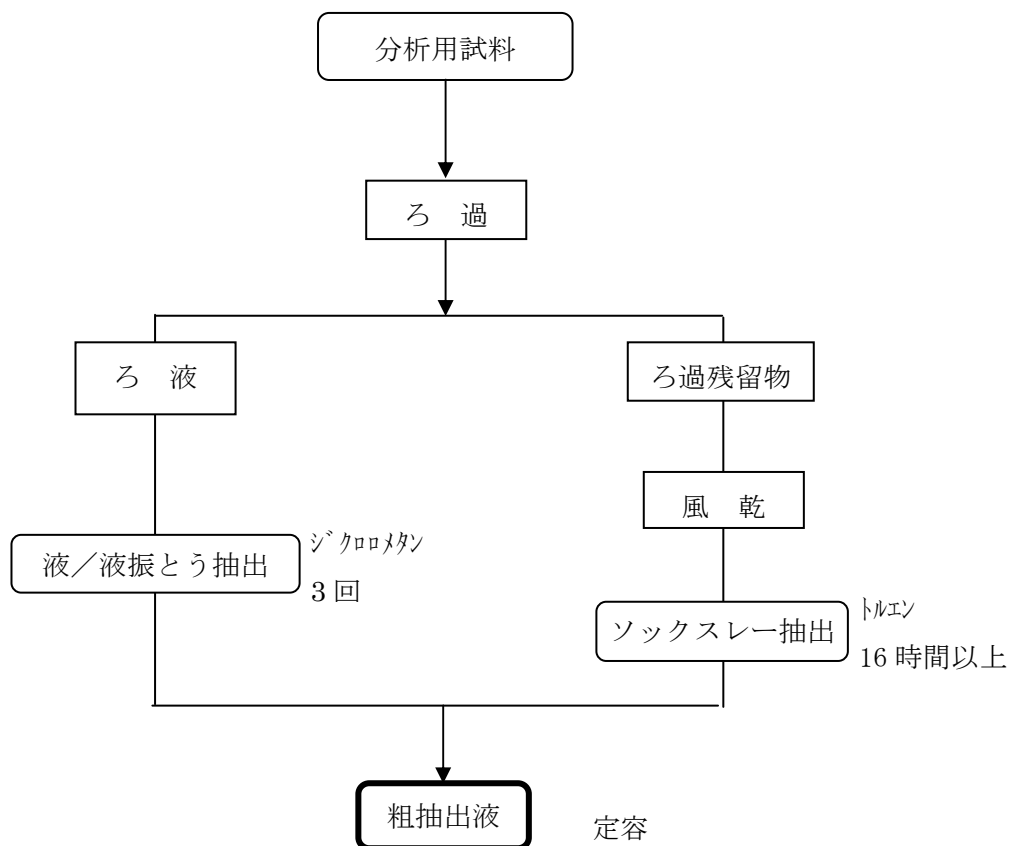 分析用試料
ろ　過
ろ　液
ろ過残留物
風　乾
液／液振とう抽出
ｼﾞｸﾛﾛﾒﾀﾝ
3回
ソックスレー抽出
ﾄﾙｴﾝ
16時間以上
粗抽出液
定容